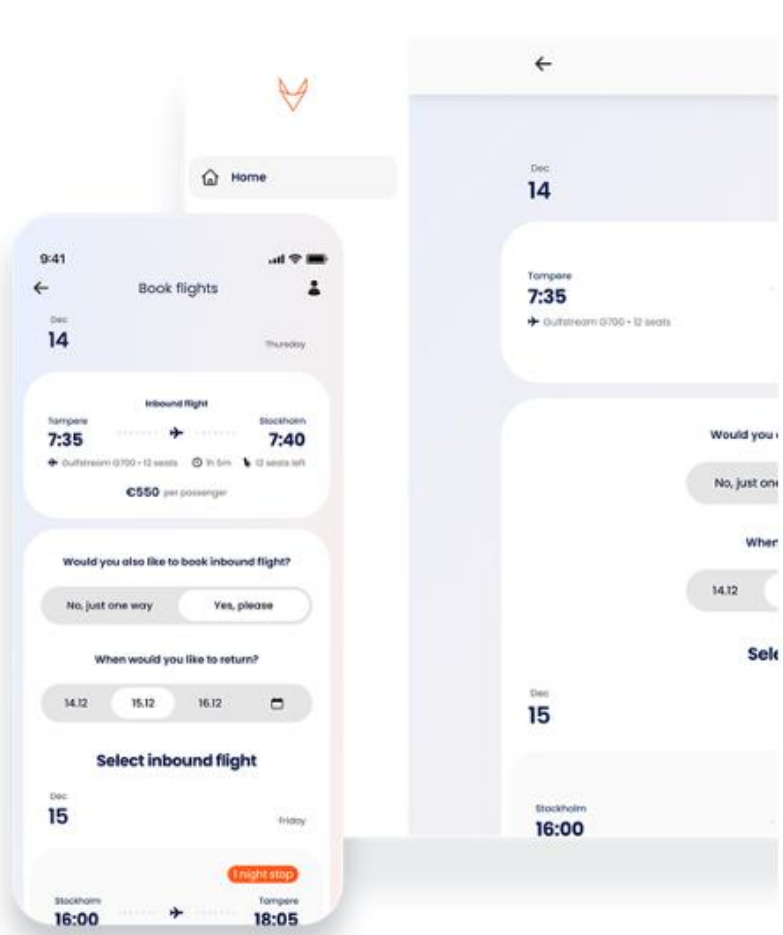 Home
9:41
Book flights
Dec
14
Thursday
Inbound flight
Tampere
Stockholm
7:35
7:40
Gulfstream G700 • 12 seats
1h 5m
12 seats left
€550 per passenger
Would you also like to book inbound flight?
No, just one way
Yes, please
When would you like to return?
14.12
15.12
16.12
Select inbound flight
Dec
15
Friday
1 night stop
Stockholm
Tampere
16:00
18:05
Dec
14
Tampere
7:35
Gulfstream G700 • 12 seats
Would you
No, just one
When
14.12
Sele
Dec
15
Stockholm
16:00